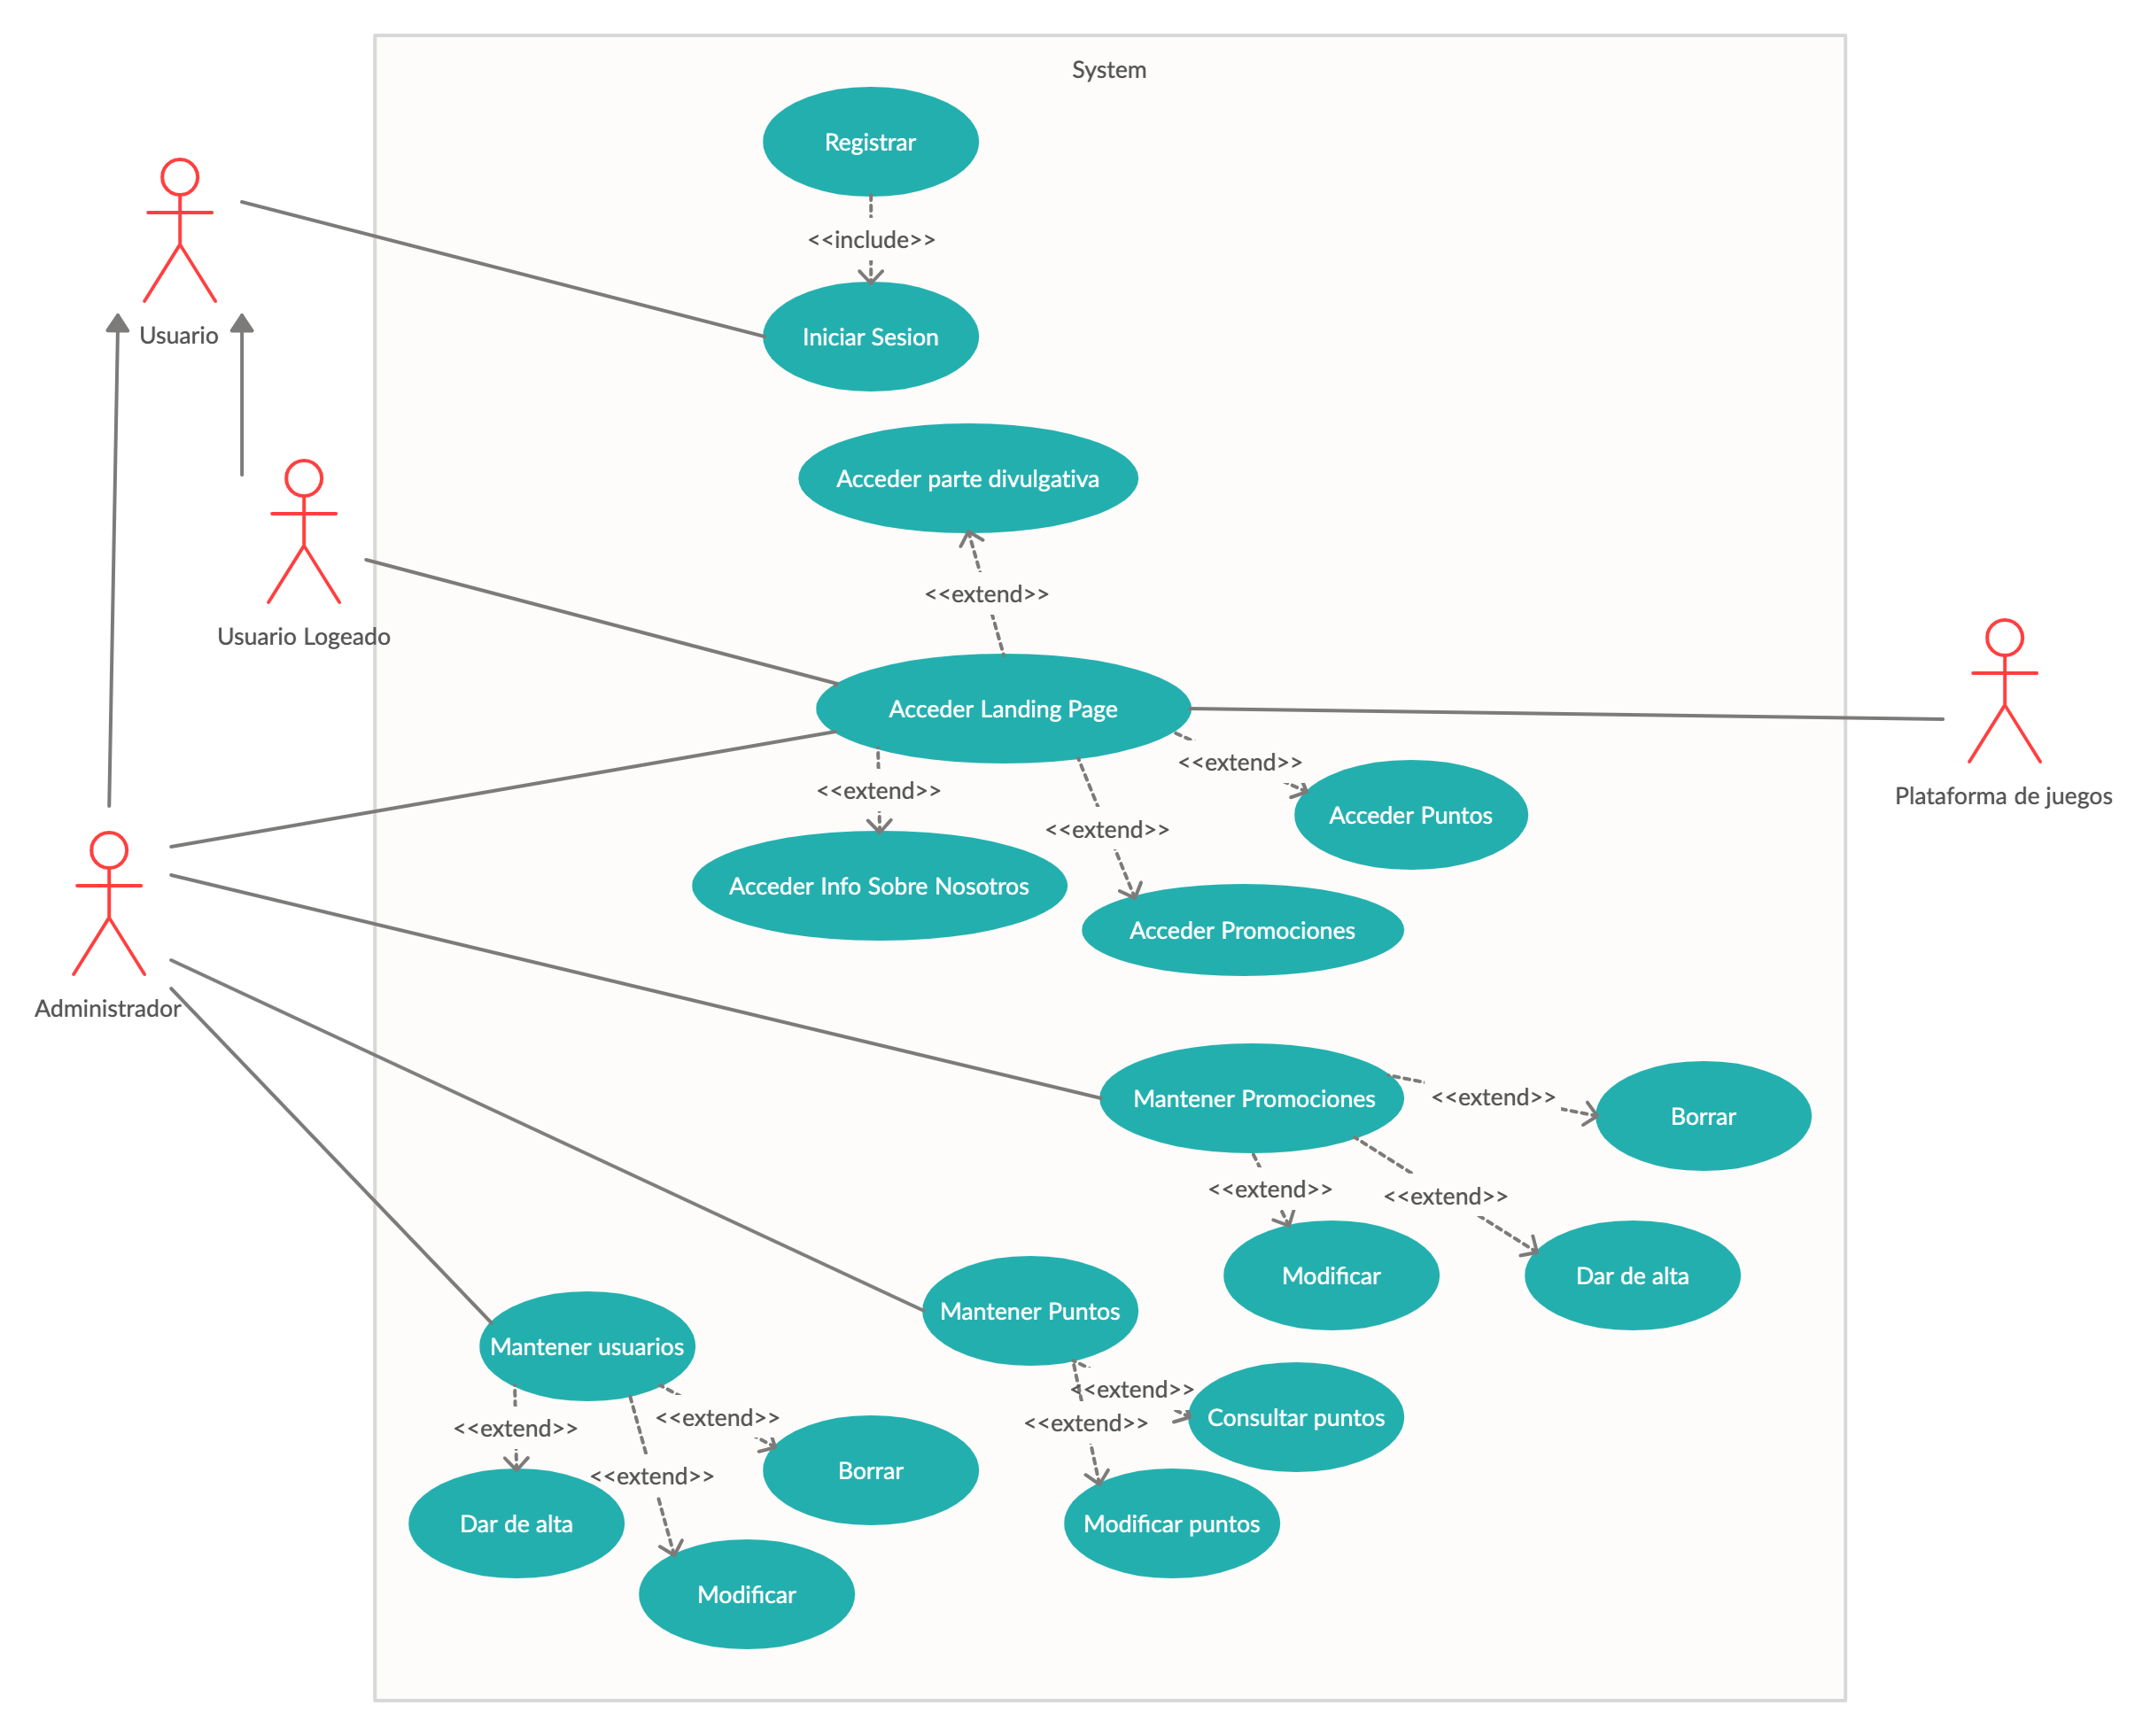 System
Registrar
<<include>>
Usuario
Iniciar Sesion
Acceder parte divulgativa
<<extend>>
Usuario Logeado
Acceder Landing Page
<<extend>>
<<extend>>
<<extend>>
Plataforma de juegos
Acceder Puntos
Acceder Info Sobre Nosotros
Acceder Promociones
Administrador
Mantener Promociones
<<extend>>
Borrar
<<extend>>
<<extend>>
Modificar
Dar de alta
Mantener Puntos
Mantener usuarios
<<extend>>
<<extend>>
Consultar puntos
<<extend>>
<<extend>>
<<extend>>
Borrar
Dar de alta
Modificar puntos
Modificar